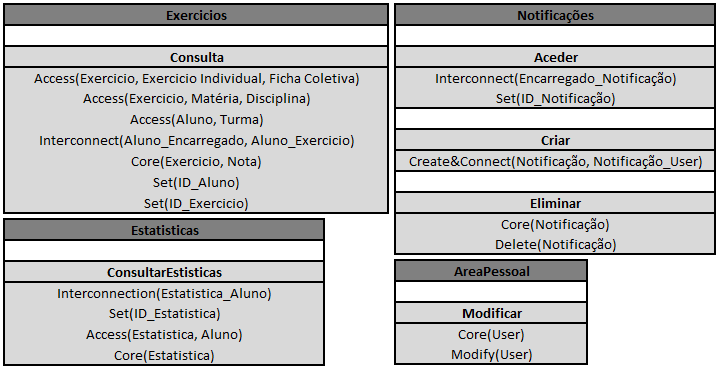 Exercicios
Consulta
Access(Exercicio, Exercicio Individual, Ficha Coletiva)
Access(Exercicio, Matéria, Disciplina)
Access(Aluno, Turma)
Interconnect(Aluno_Encarregado, Aluno_Exercicio)
Core(Exercicio, Nota)
Set(ID_Aluno)
Set(ID_Exercicio)
Estatisticas
ConsultarEstisticas
Interconnection(Estatistica_Aluno)
Set(ID_Estatistica)
Access(Estatistica, Aluno)
Core(Estatistica)
Notificações
Aceder
Interconnect(Encarregado_Notificação)
Set(ID_Notificação)
Criar
Create&Connect(Notificação, Notificação_User)
Eliminar
Core(Notificação)
Delete(Notificação)
AreaPessoal
Modificar
Core(User)
Modify(User)